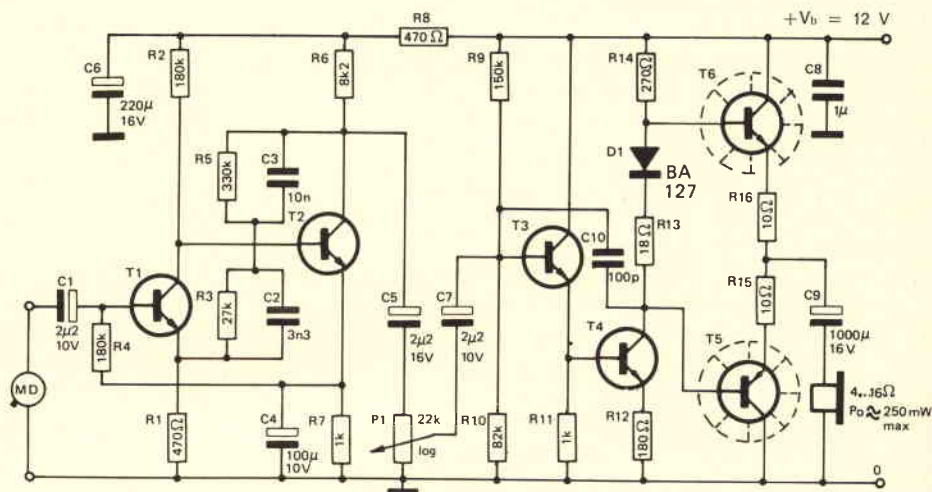 R8
470Ω
+Vb = 12 V
C6
220µ
16V
R2
180k
R6
8k2
R9
150k
R14
270Ω
T6
C8
1µ
R5
330k
C3
10n
D1
BA
127
R16
10Ω
T2
T3
C10
100p
R13
18Ω
T1
C1
2µ2
10V
R4
180k
R3
27k
C2
3n3
C5
2µ2
16V
C7
2µ2
10V
T4
R15
10Ω
T5
C9
1000µ
16V
MD
R1
470Ω
C4
100µ
10V
R7
1k
P1
22k
log
R10
82k
R11
1k
R12
180Ω
4...16Ω
PD ≈ 250 mW
max
0